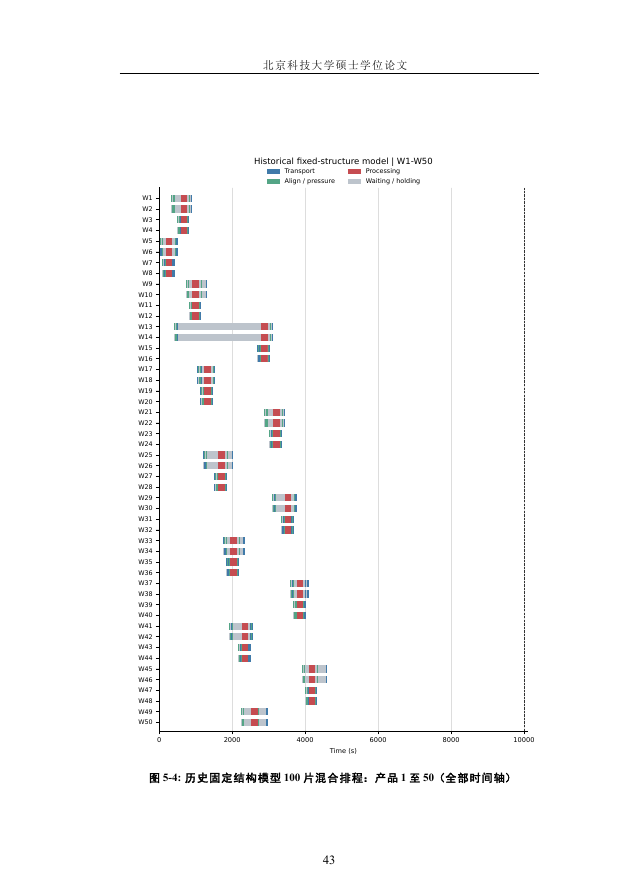 北京科技大学硕士学位论文
Historical fixed-structure model | W1-W50
Transport
Processing
Align / pressure
Waiting / holding
W1
W2
W3
W4
W5
W6
W7
W8
W9
W10
W11
W12
W13
W14
W15
W16
W17
W18
W19
W20
W21
W22
W23
W24
W25
W26
W27
W28
W29
W30
W31
W32
W33
W34
W35
W36
W37
W38
W39
W40
W41
W42
W43
W44
W45
W46
W47
W48
W49
W50
0 2000 4000 6000 8000 10000
Time (s)
图 5-4: 历史固定结构模型 100 片混合排程：产品 1 至 50（全部时间轴）
43